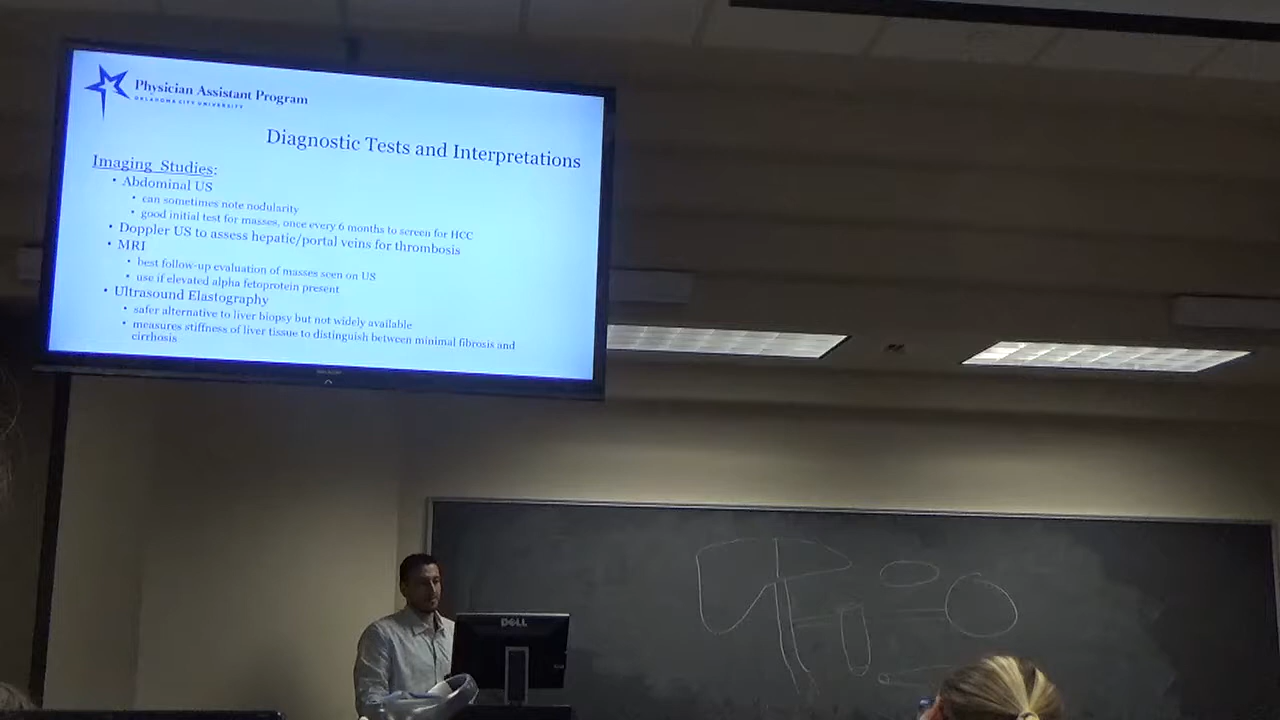 Physician Assistant Program
OKLAHOMA CITY UNIVERSITY
Diagnostic Tests and Interpretations
Imaging Studies:
• Abdominal US
• can sometimes note nodularity
• good initial test for masses, once every 6 months to screen for HCC
• Doppler US to assess hepatic/portal veins for thrombosis
• MRI
• best follow-up evaluation of masses seen on US
• use if elevated alpha fetoprotein present
• Ultrasound Elastography
• safer alternative to liver biopsy but not widely available
• measures stiffness of liver tissue to distinguish between minimal fibrosis and
cirrhosis
DELL